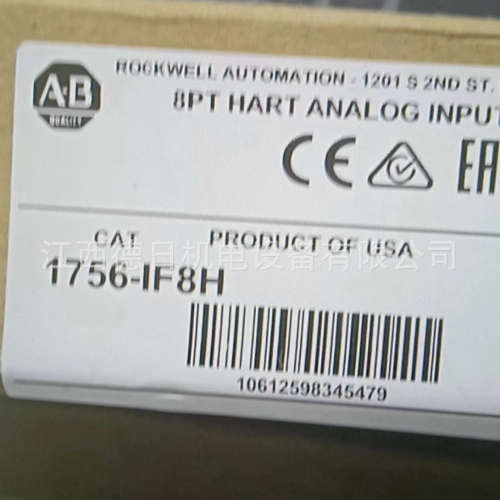 A·B
QUALITY
ROCKWELL AUTOMATION - 1201 S 2ND ST.
8PT HART ANALOG INPUT
CE
EAC
CAT
PRODUCT OF USA
江西德日机电设备有限公司
1756-IF8H
10612598345479